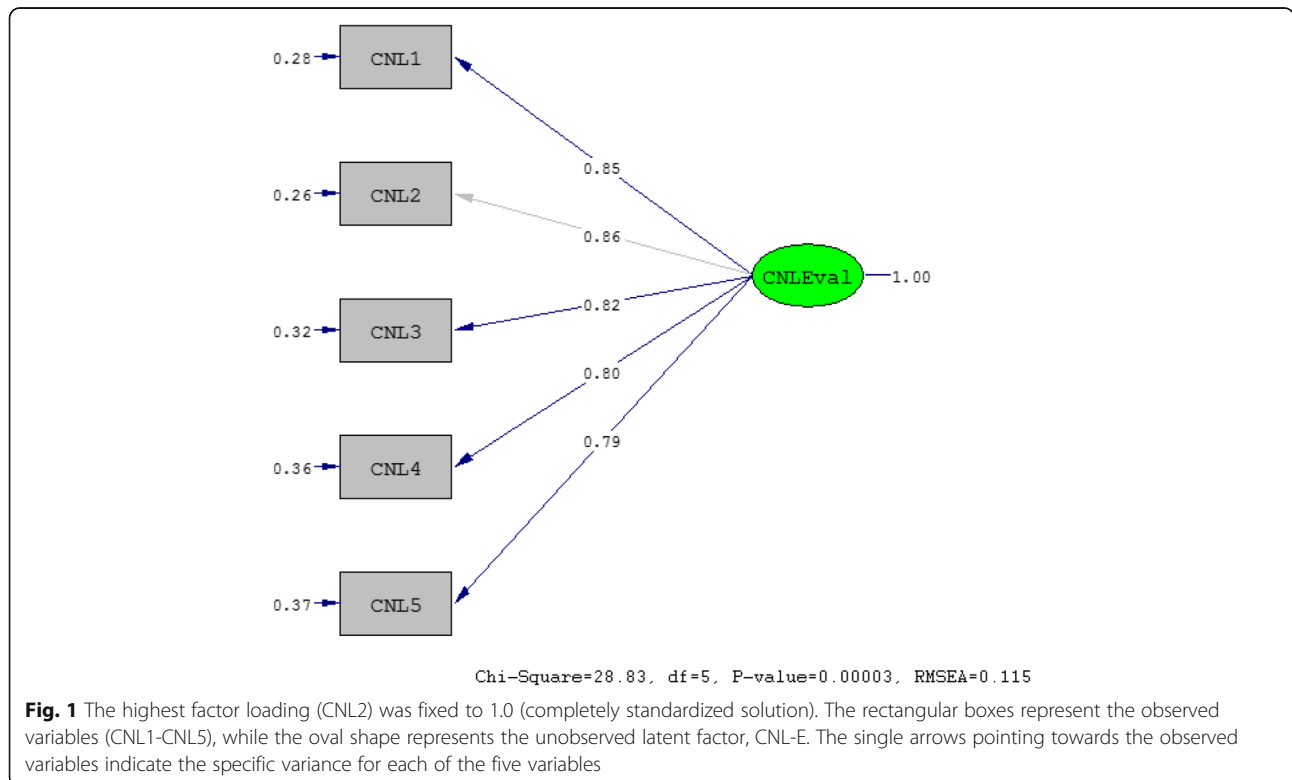 0.28 CNL1
0.85
0.26 CNL2
0.86
CNLEval 1.00
0.82
0.32 CNL3
0.80
0.79
0.36 CNL4
0.37 CNL5
Chi-Square=28.83, df=5, P-value=0.00003, RMSEA=0.115
Fig. 1 The highest factor loading (CNL2) was fixed to 1.0 (completely standardized solution). The rectangular boxes represent the observed
variables (CNL1-CNL5), while the oval shape represents the unobserved latent factor, CNL-E. The single arrows pointing towards the observed
variables indicate the specific variance for each of the five variables